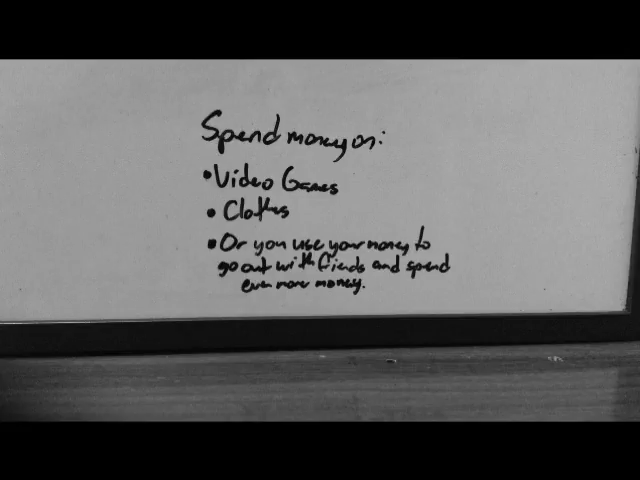 Spend money on:
• Video Games
• Clothes
• Or you use your money to
go out with friends and spend
even more money.